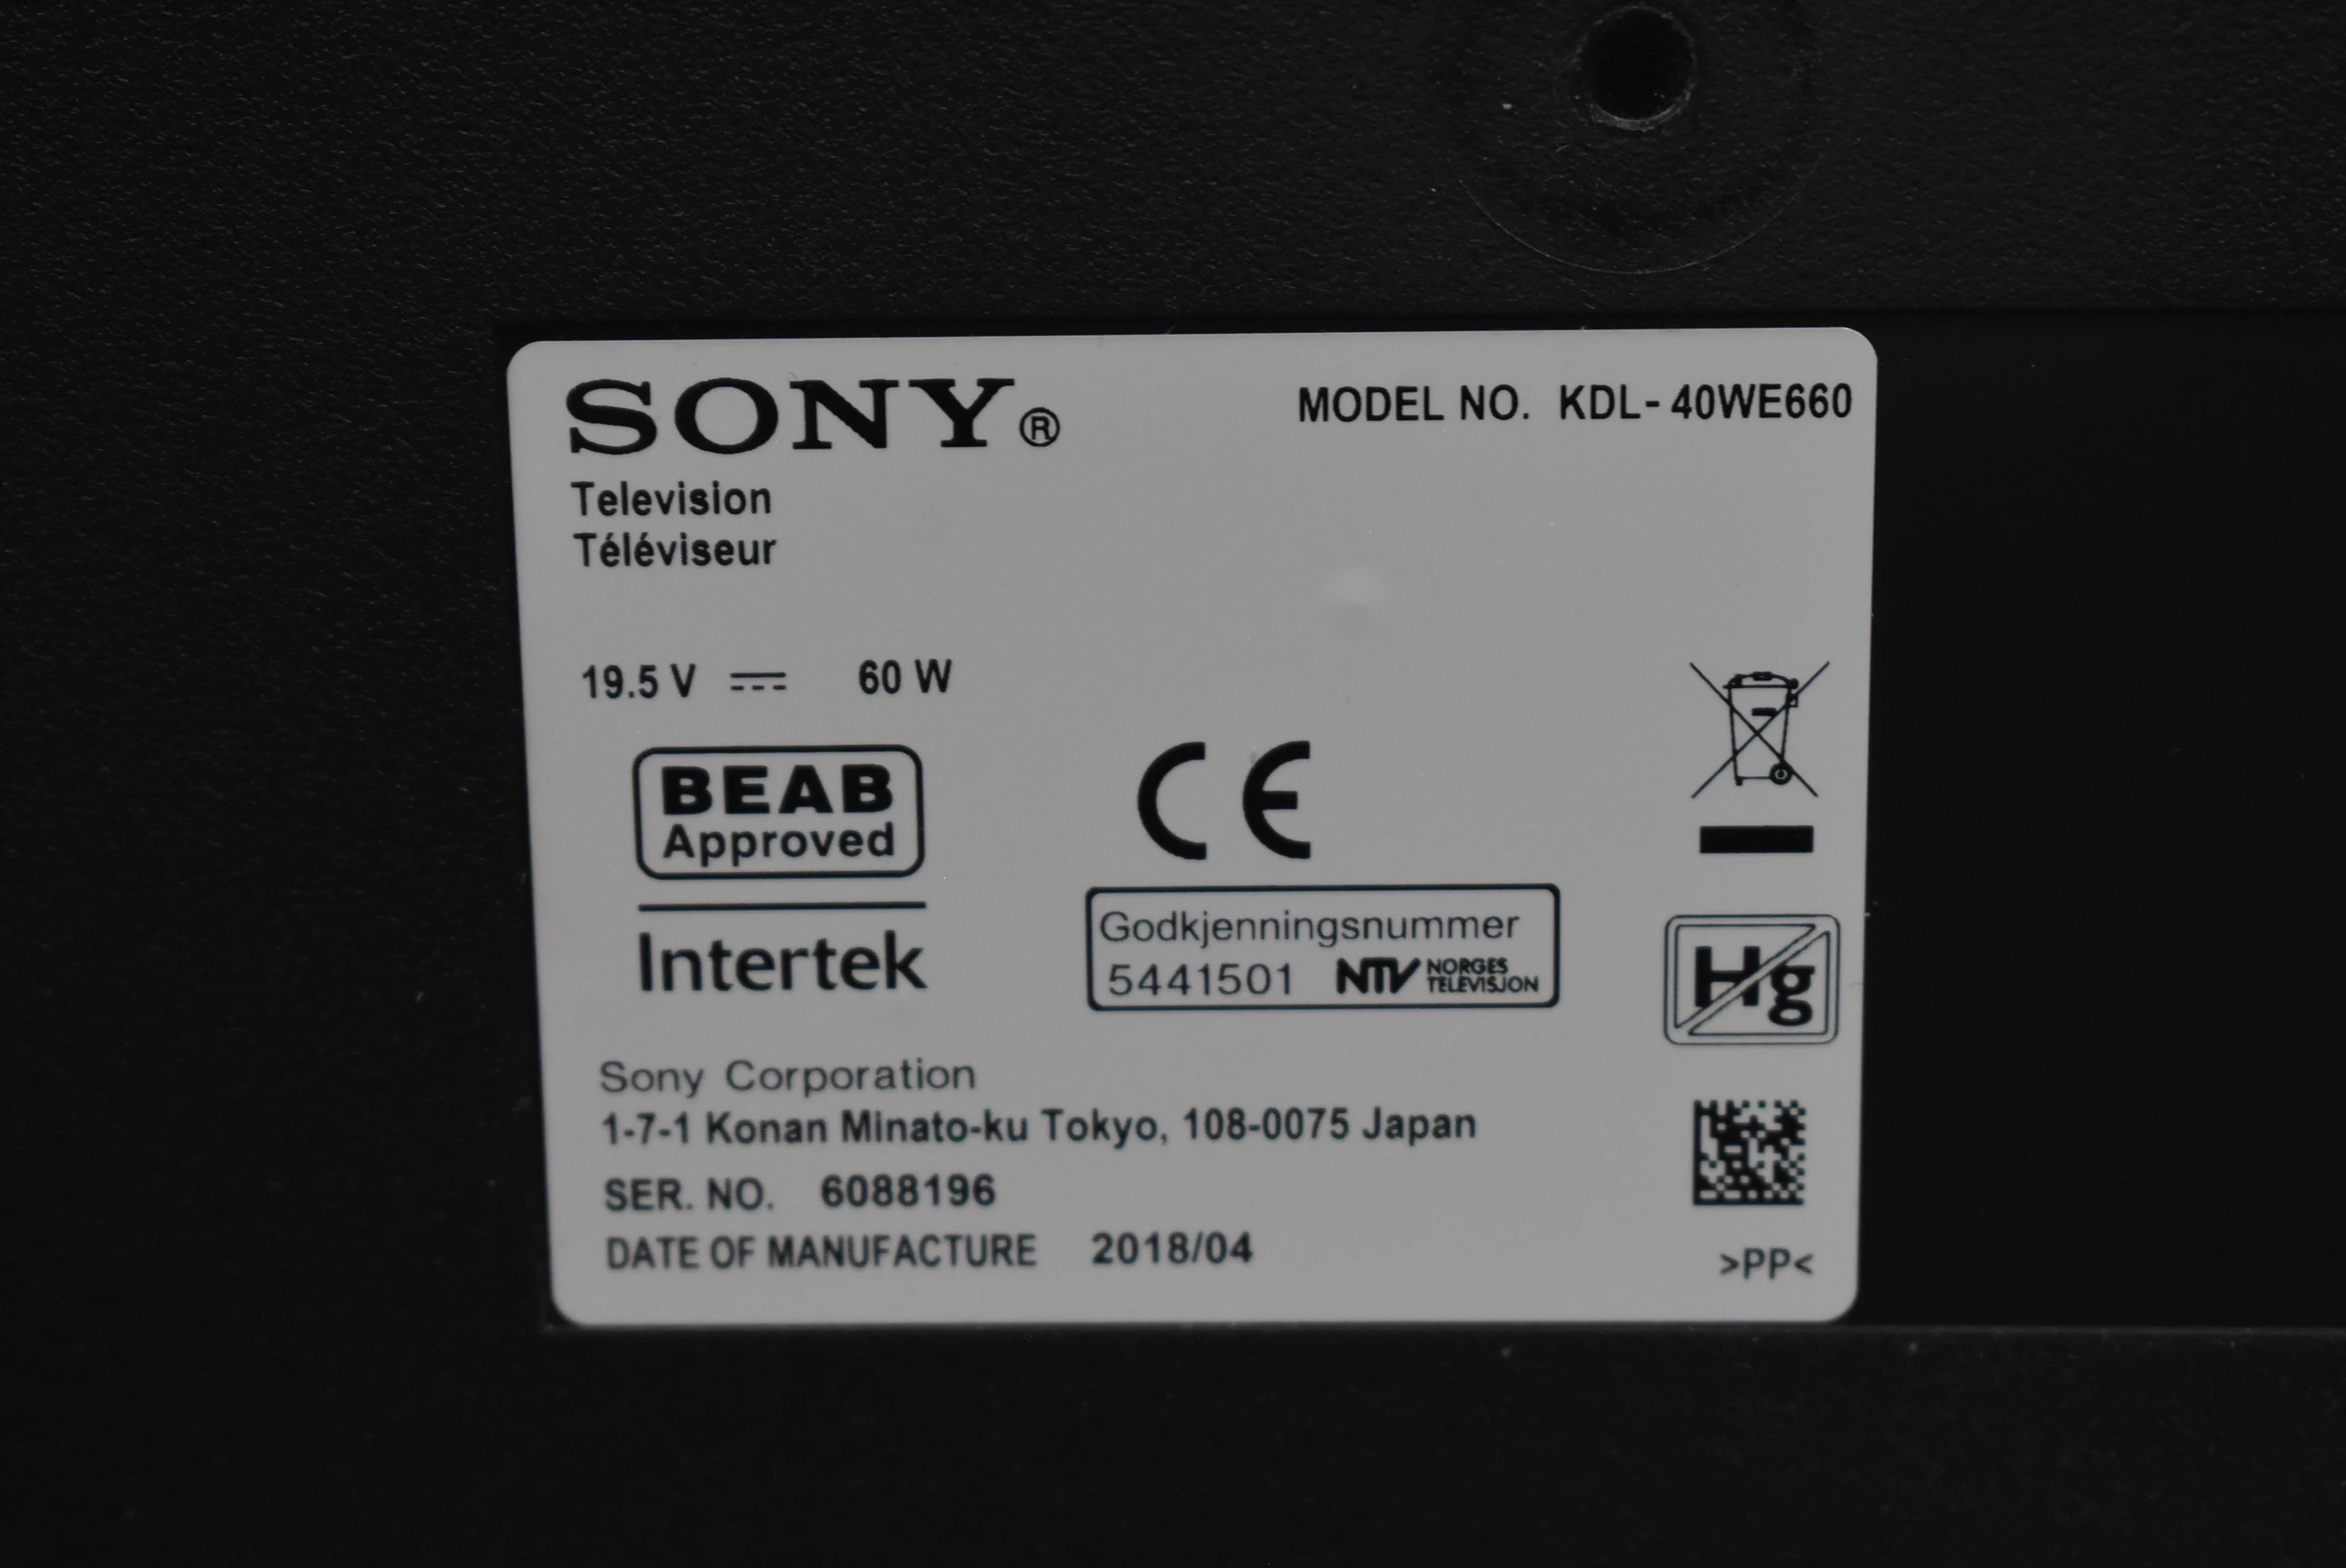 SONY®
MODEL NO. KDL-40WE660
Television
Téléviseur
19.5 V ⎓ 60 W
BEAB
Approved
Intertek
CE
Godkjenningsnummer
5441501 NTV NORGES TELEVISJON
Hg
Sony Corporation
1-7-1 Konan Minato-ku Tokyo, 108-0075 Japan
SER. NO. 6088196
DATE OF MANUFACTURE 2018/04
>PP<